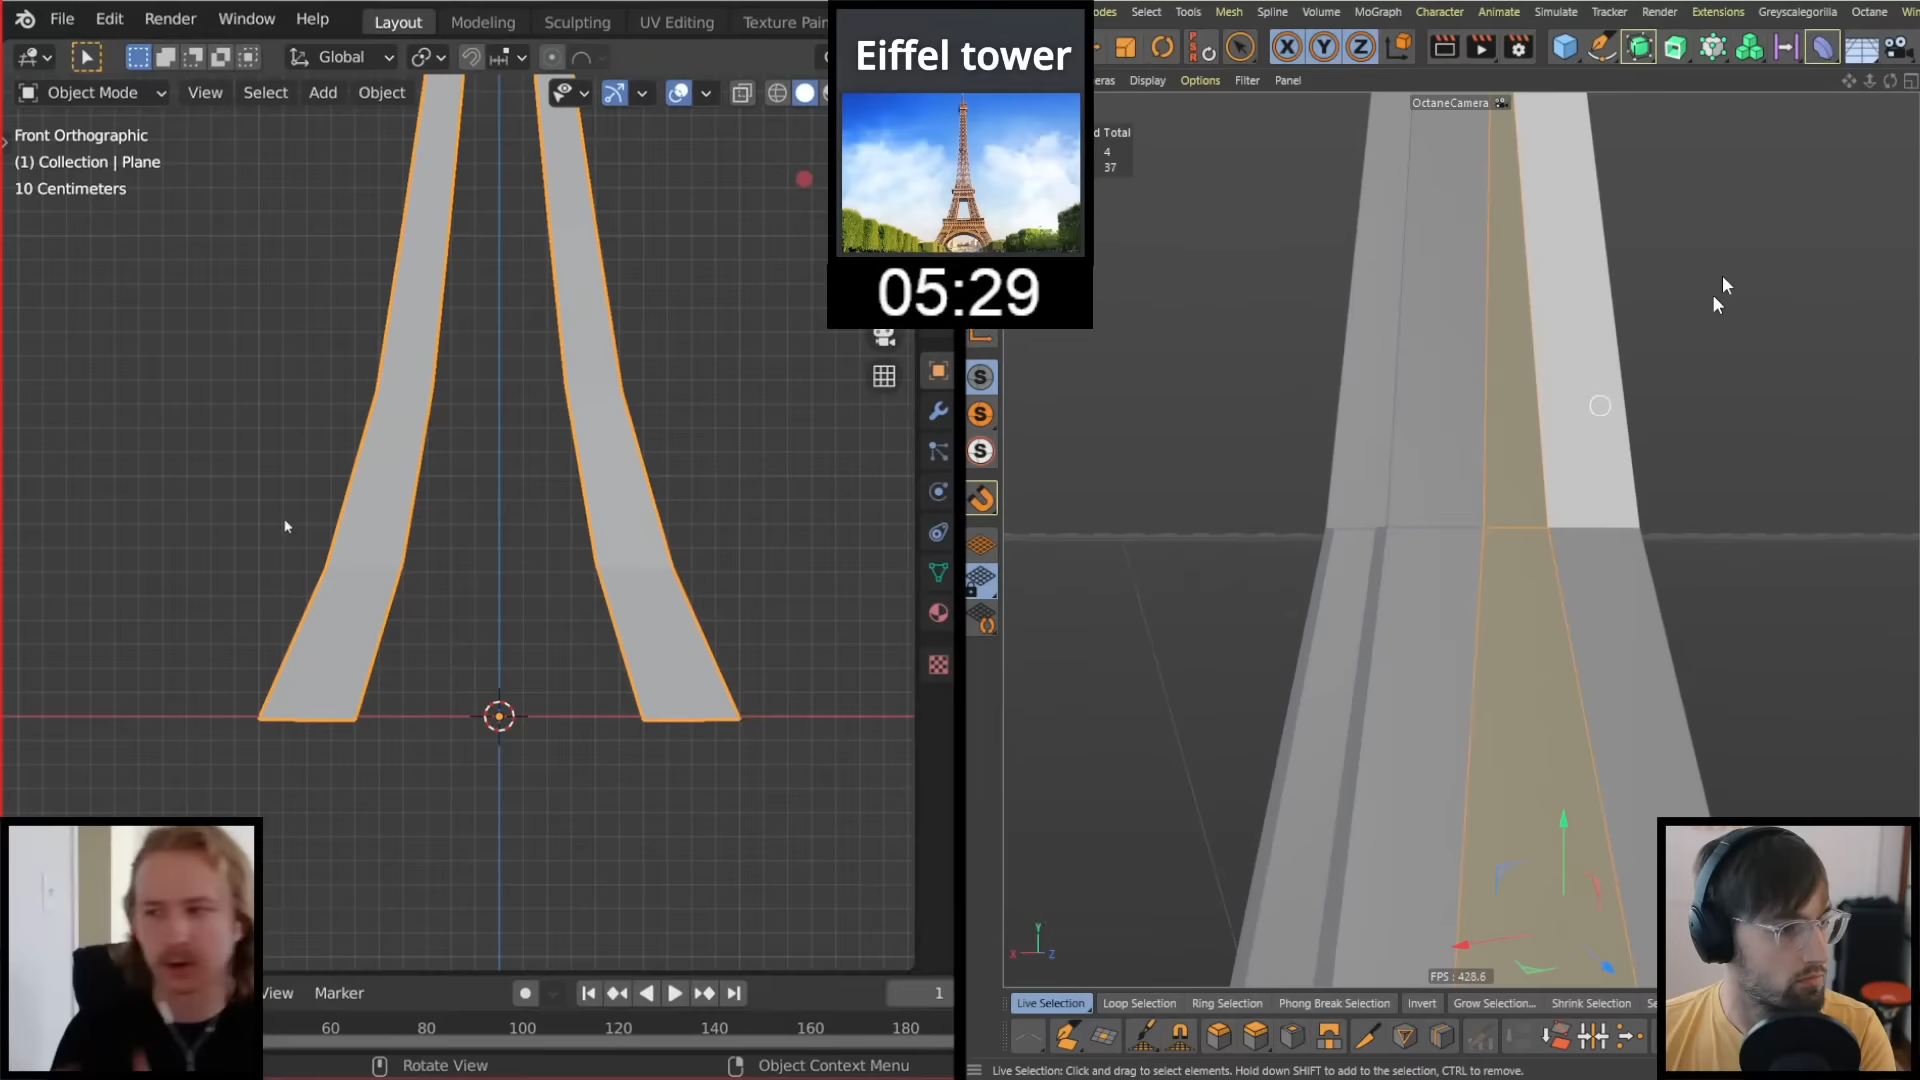 File Edit Render Window Help Layout Modeling Sculpting UV Editing Texture Pain
Global
Object Mode View Select Add Object
Front Orthographic
(1) Collection | Plane
10 Centimeters
Eiffel tower
05:29
Select Tools Mesh Spline Volume MoGraph Character Animate Simulate Tracker Render Extensions Greyscalegorilla Octane
X Y Z
Display Options Filter Panel
OctaneCamera
d Total
4
37
S
S
S
Y
X Z
FPS : 428.6
View Marker
1
60 80 100 120 140 160 180
Rotate View Object Context Menu
Live Selection Loop Selection Ring Selection Phong Break Selection Invert Grow Selection... Shrink Selection Se
Live Selection: Click and drag to select elements. Hold down SHIFT to add to the selection, CTRL to remove.